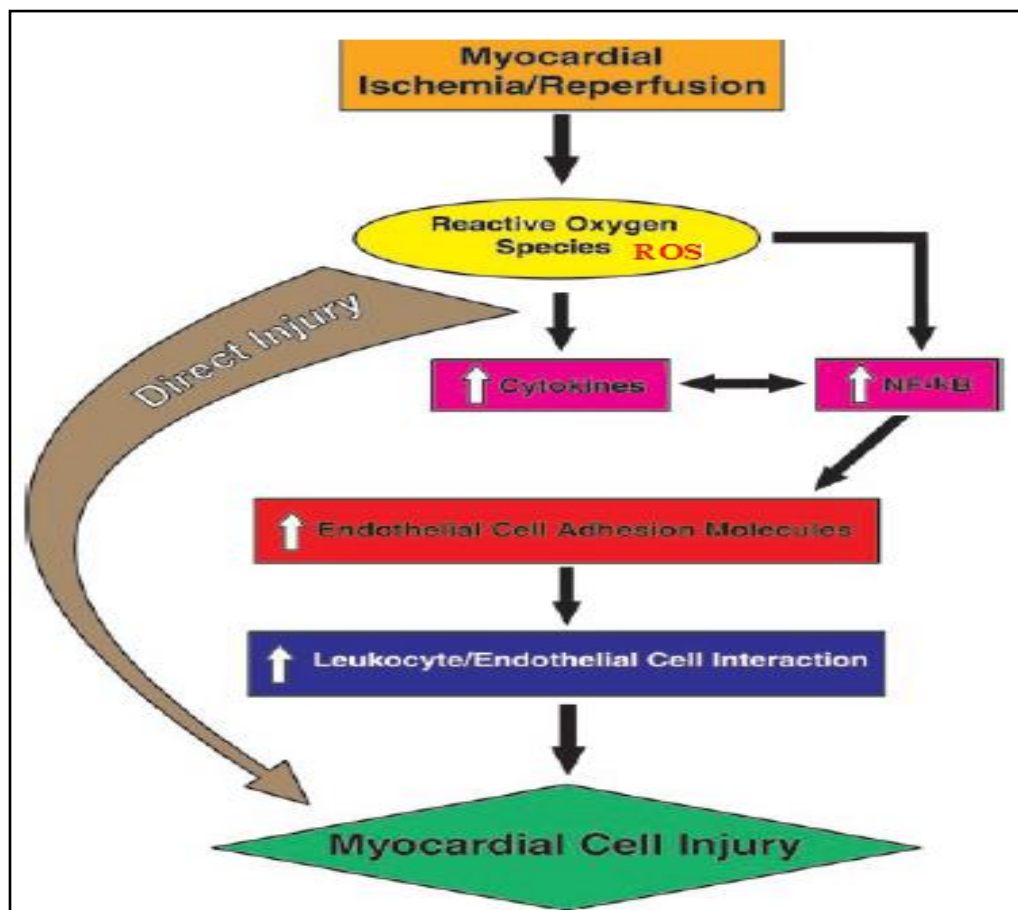 Myocardial
Ischemia/Reperfusion
Reactive Oxygen
Species ROS
Direct Injury
Cytokines
NF-kB
Endothelial Cell Adhesion Molecules
Leukocyte/Endothelial Cell Interaction
Myocardial Cell Injury